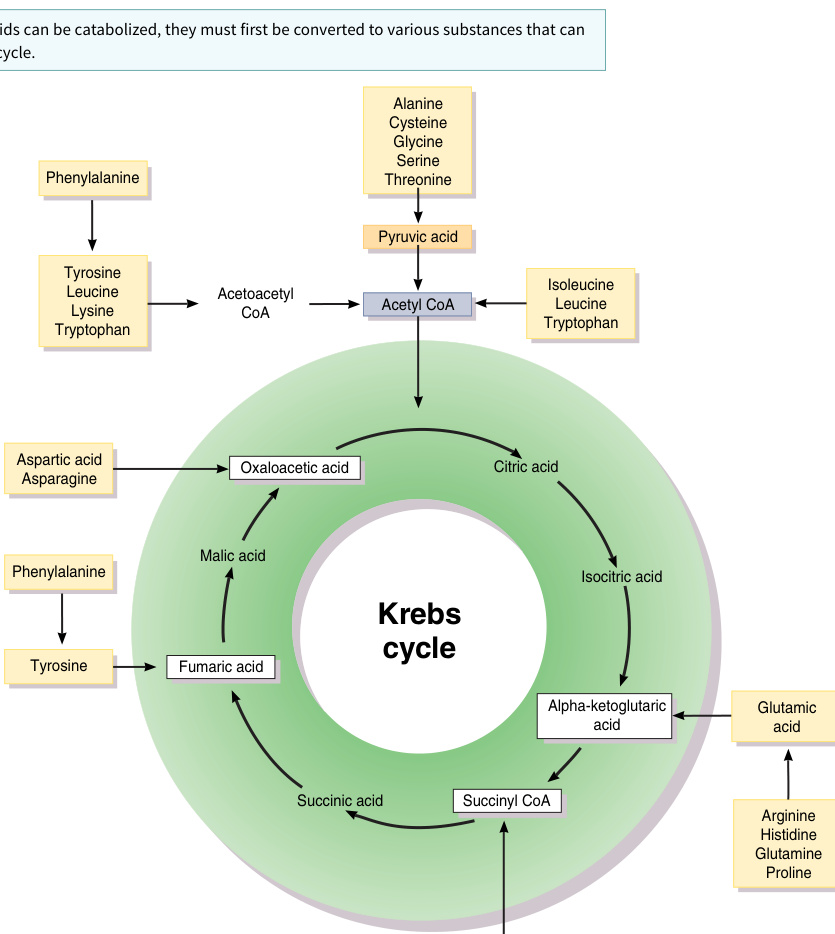 ids can be catabolized, they must first be converted to various substances that can
cycle.
Alanine
Cysteine
Glycine
Serine
Threonine
Phenylalanine
Pyruvic acid
Tyrosine
Leucine
Lysine
Tryptophan
Acetoacetyl
CoA
Acetyl CoA
Isoleucine
Leucine
Tryptophan
Aspartic acid
Asparagine
Oxaloacetic acid
Citric acid
Malic acid
Isocitric acid
Phenylalanine
Krebs
cycle
Tyrosine
Fumaric acid
Alpha-ketoglutaric
acid
Glutamic
acid
Succinic acid
Succinyl CoA
Arginine
Histidine
Glutamine
Proline